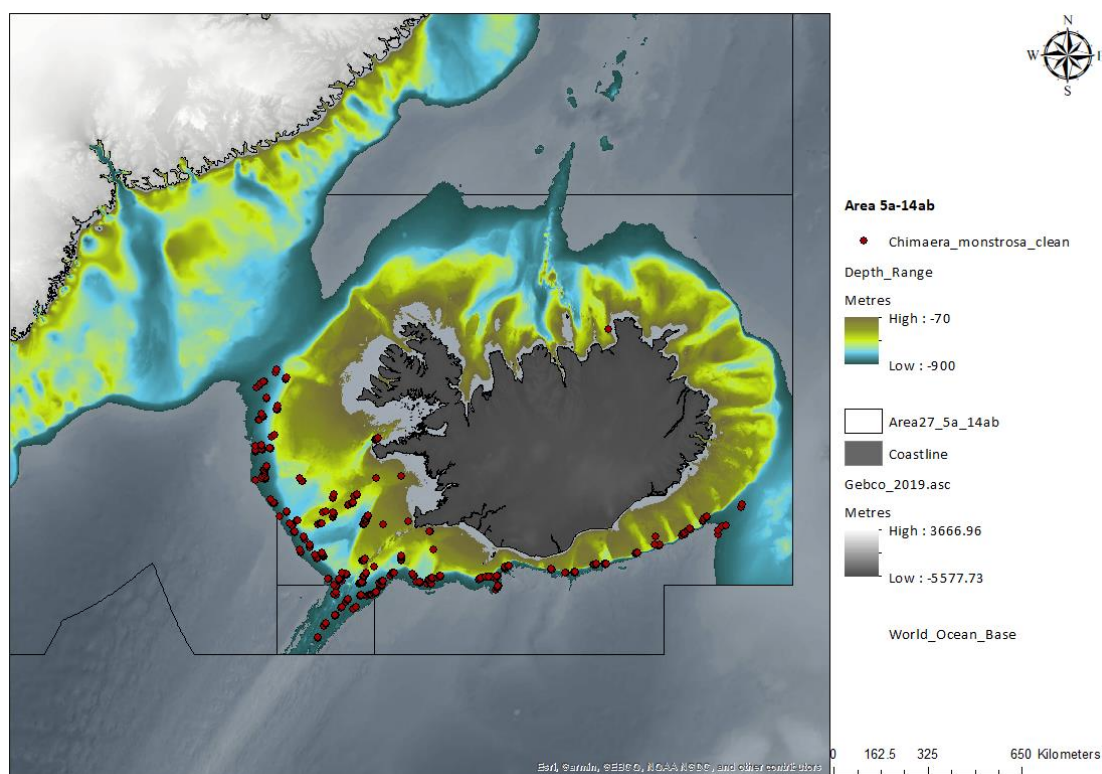 N
W E
S
Area 5a-14ab
Chimaera_monstrosa_clean
Depth_Range
Metres
High : -70
Low : -900
Area27_5a_14ab
Coastline
Gebco_2019.asc
Metres
High : 3666.96
Low : -5577.73
World_Ocean_Base
0 162.5 325 650 Kilometers
Esri, Garmin, GEBCO, NOAA NGDC, and other contributors